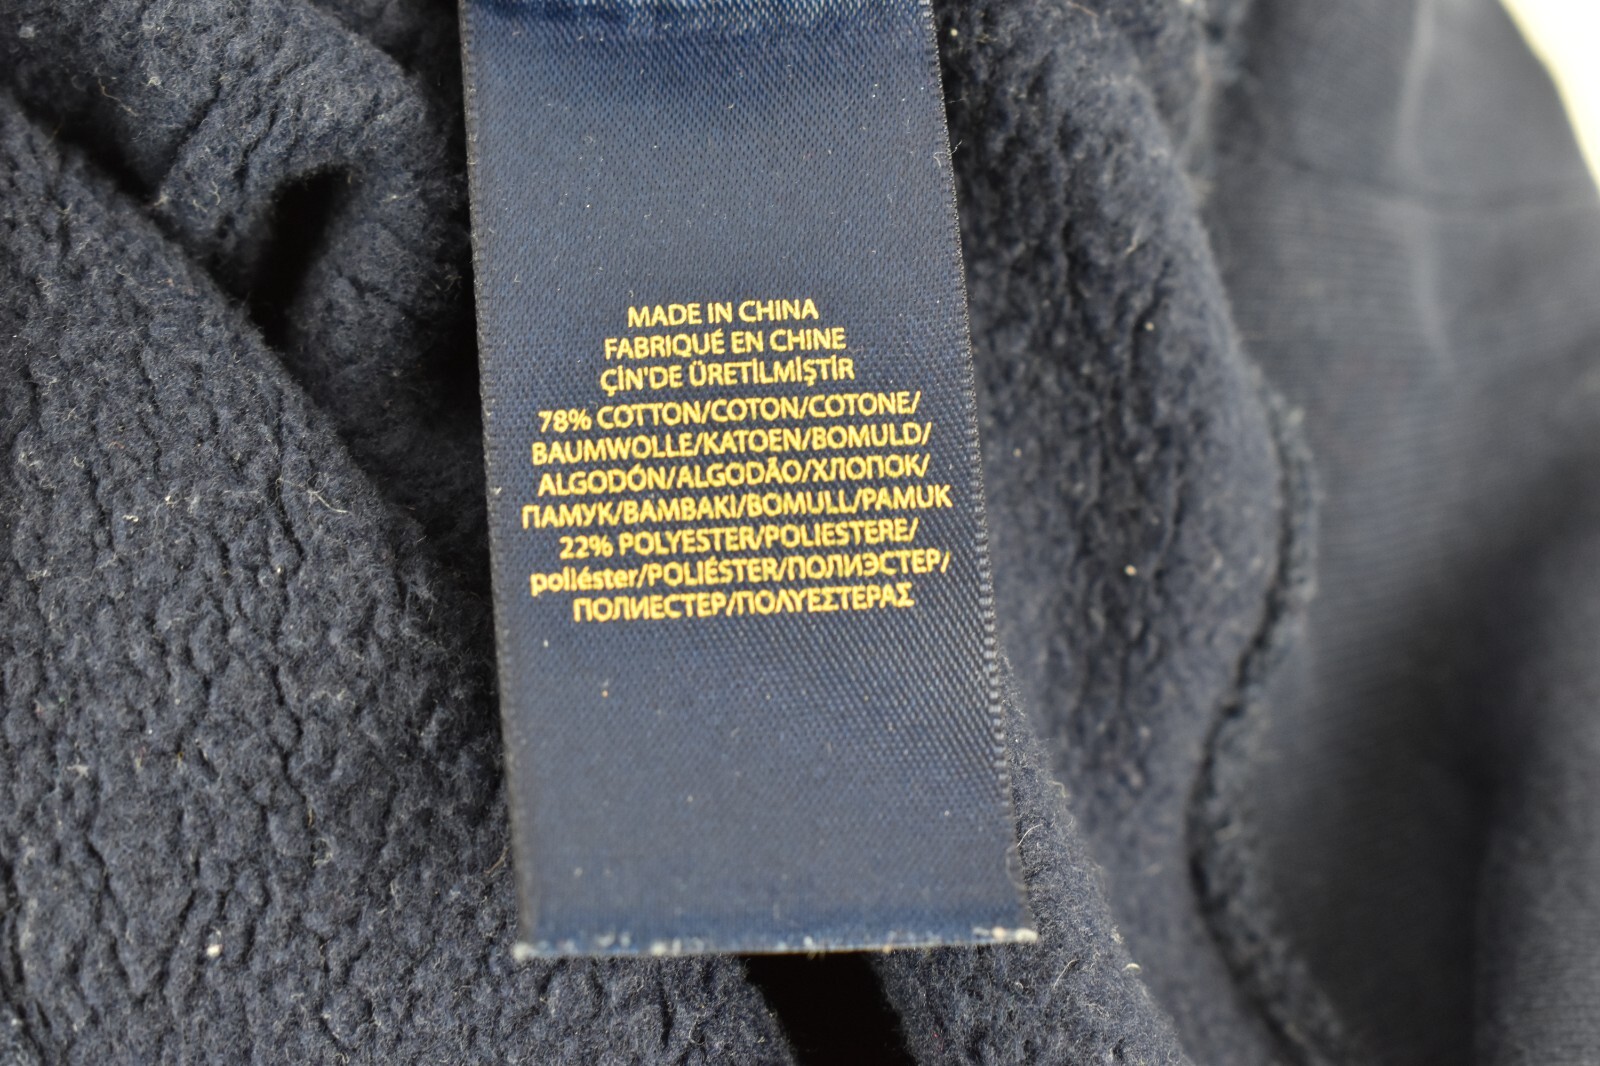 MADE IN CHINA
FABRIQUÉ EN CHINE
ÇİN'DE ÜRETİLMİŞTİR
78% COTTON/COTON/COTONE/
BAUMWOLLE/KATOEN/BOMULD/
ALGODÓN/ALGODÃO/ХЛОПОК/
ПАМУК/ΒΑΜΒΑΚΙ/BOMULL/PAMUK
22% POLYESTER/POLIESTERE/
poliéster/POLIÉSTER/ПОЛИЭСТЕР/
ПОЛИЕСТЕР/ΠΟΛΥΕΣΤΕΡΑΣ